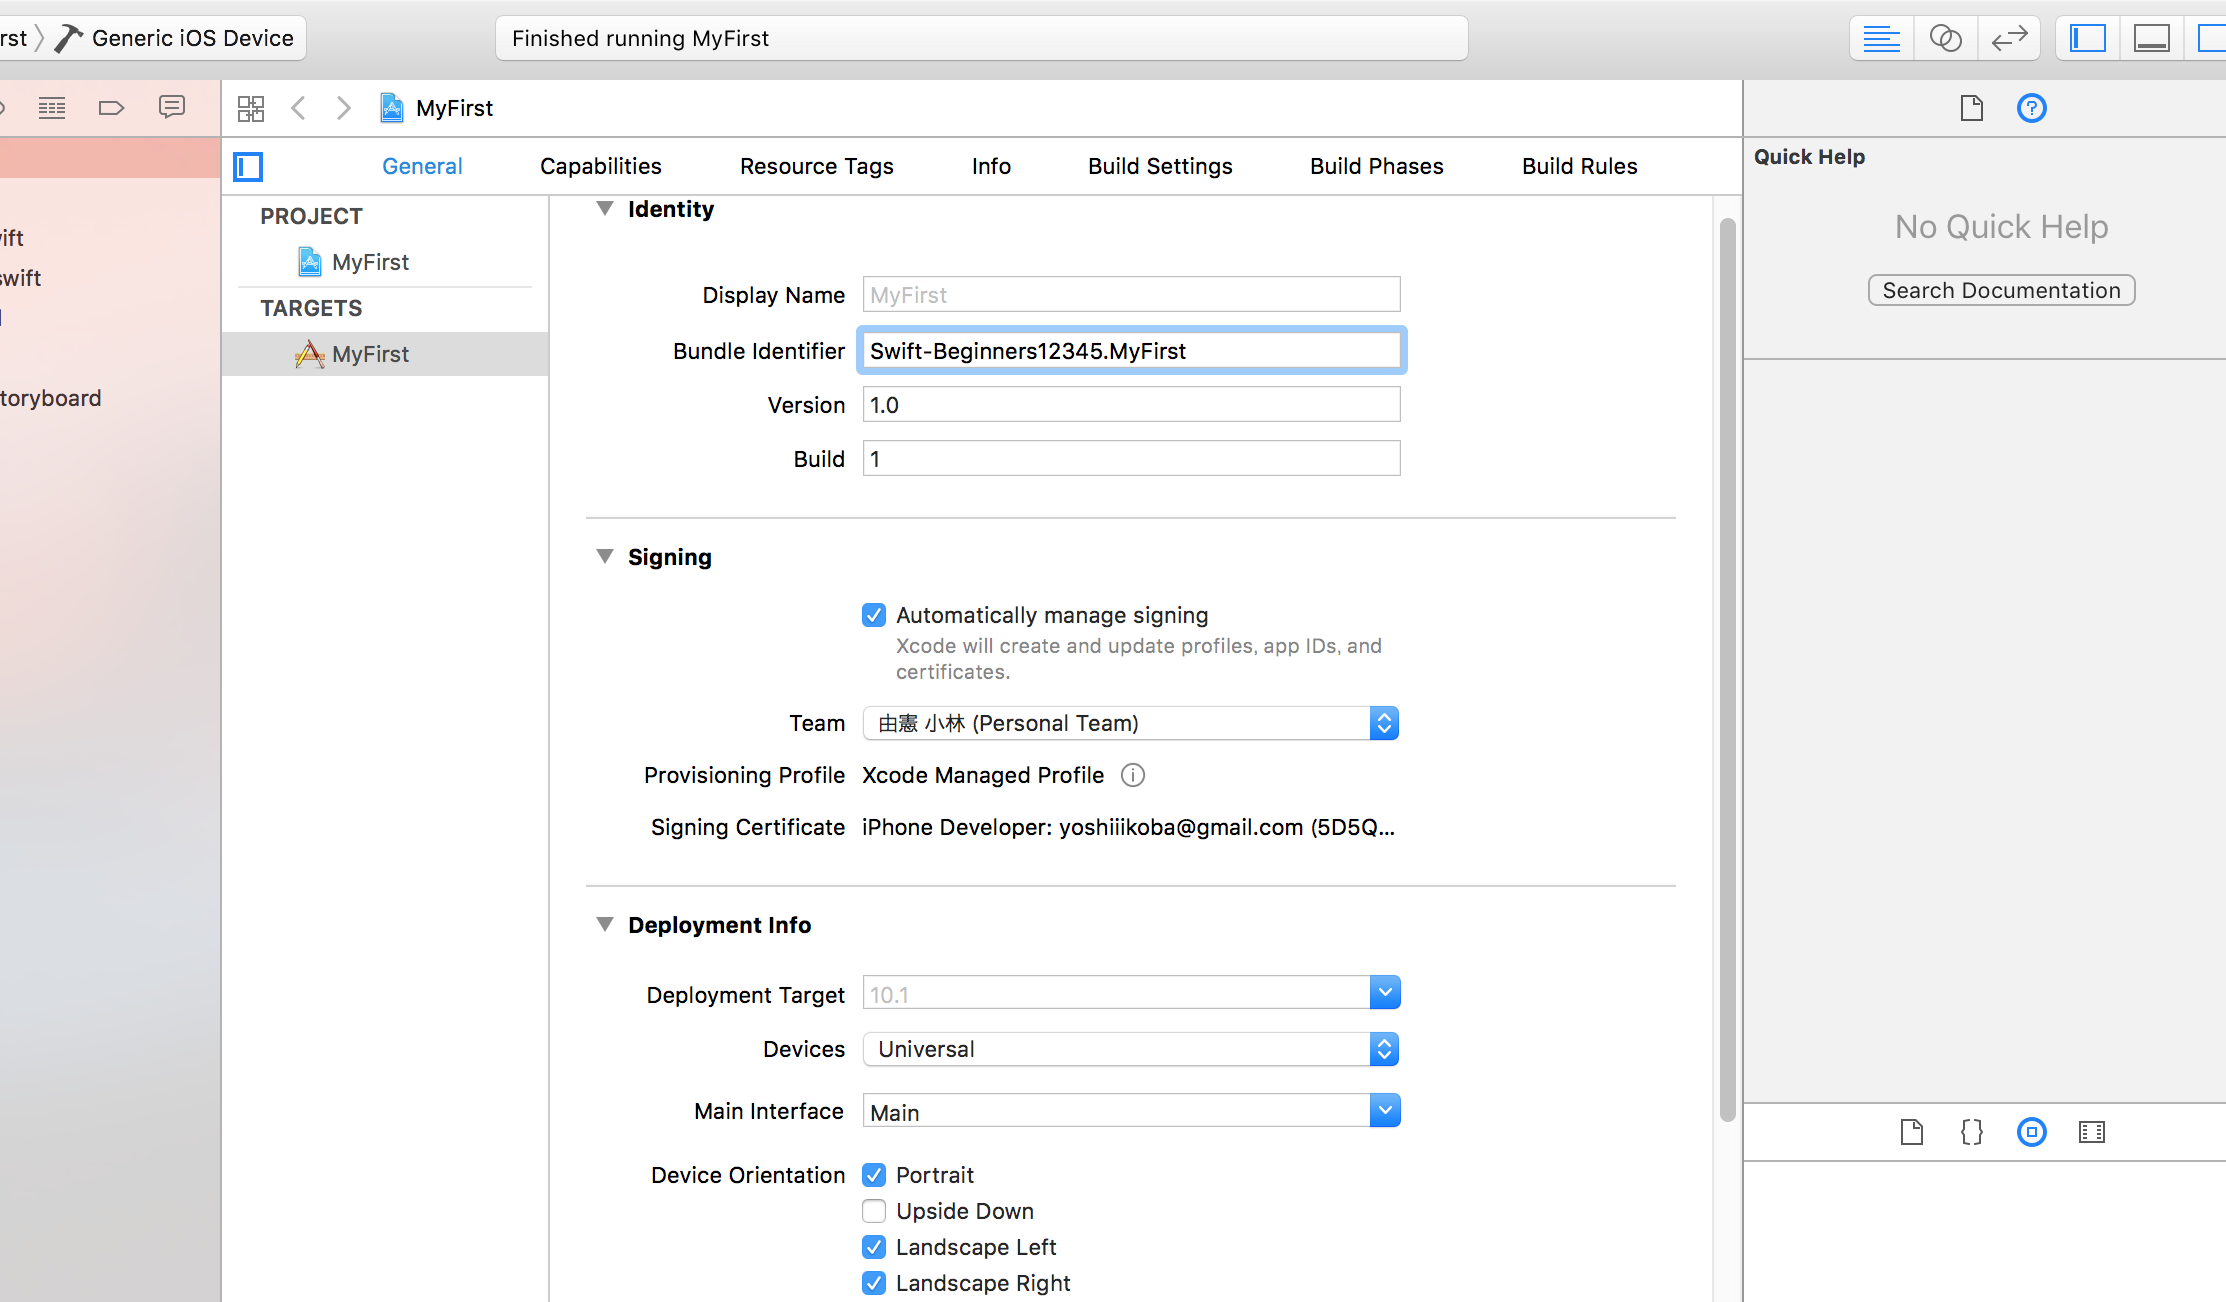 rst Generic iOS Device
Finished running MyFirst
MyFirst
General Capabilities Resource Tags Info Build Settings Build Phases Build Rules
Quick Help
No Quick Help
Search Documentation
ift
swift
toryboard
PROJECT
MyFirst
TARGETS
MyFirst
Identity
Display Name MyFirst
Bundle Identifier Swift-Beginners12345.MyFirst
Version 1.0
Build 1
Signing
Automatically manage signing
Xcode will create and update profiles, app IDs, and
certificates.
Team 由憲 小林 (Personal Team)
Provisioning Profile Xcode Managed Profile
Signing Certificate iPhone Developer: yoshiiikoba@gmail.com (5D5Q...
Deployment Info
Deployment Target 10.1
Devices Universal
Main Interface Main
Device Orientation Portrait
Upside Down
Landscape Left
Landscape Right